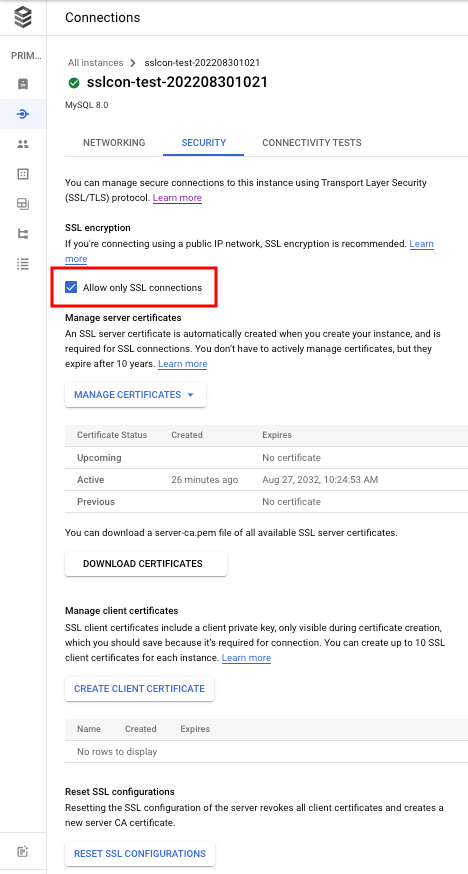 Connections
PRIM...
All instances > sslcon-test-202208301021
sslcon-test-202208301021
MySQL 8.0
NETWORKING SECURITY CONNECTIVITY TESTS
You can manage secure connections to this instance using Transport Layer Security
(SSL/TLS) protocol. Learn more
SSL encryption
If you're connecting using a public IP network, SSL encryption is recommended. Learn
more
Allow only SSL connections
Manage server certificates
An SSL server certificate is automatically created when you create your instance, and is
required for SSL connections. You don't have to actively manage certificates, but they
expire after 10 years. Learn more
MANAGE CERTIFICATES
Certificate Status Created Expires
Upcoming No certificate
Active 26 minutes ago Aug 27, 2032, 10:24:53 AM
Previous No certificate
You can download a server-ca.pem file of all available SSL server certificates.
DOWNLOAD CERTIFICATES
Manage client certificates
SSL client certificates include a client private key, only visible during certificate creation,
which you should save because it's required for connection. You can create up to 10 SSL
client certificates for each instance. Learn more
CREATE CLIENT CERTIFICATE
Name Created Expires
No rows to display
Reset SSL configurations
Resetting the SSL configuration of the server revokes all client certificates and creates a
new server CA certificate.
RESET SSL CONFIGURATIONS